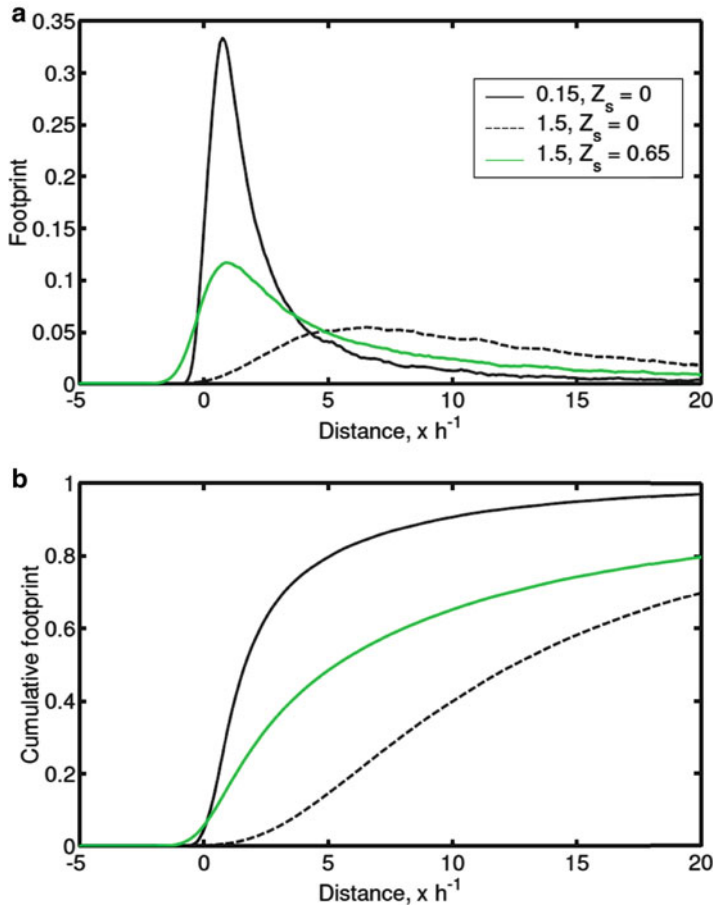 a
0.35
0.3
0.25
0.2
0.15
0.1
0.05
0
Footprint
0.15, Z_s = 0
1.5, Z_s = 0
1.5, Z_s = 0.65
-5 0 5 10 15 20
Distance, x h^-1
b
1
0.8
0.6
0.4
0.2
0
Cumulative footprint
-5 0 5 10 15 20
Distance, x h^-1